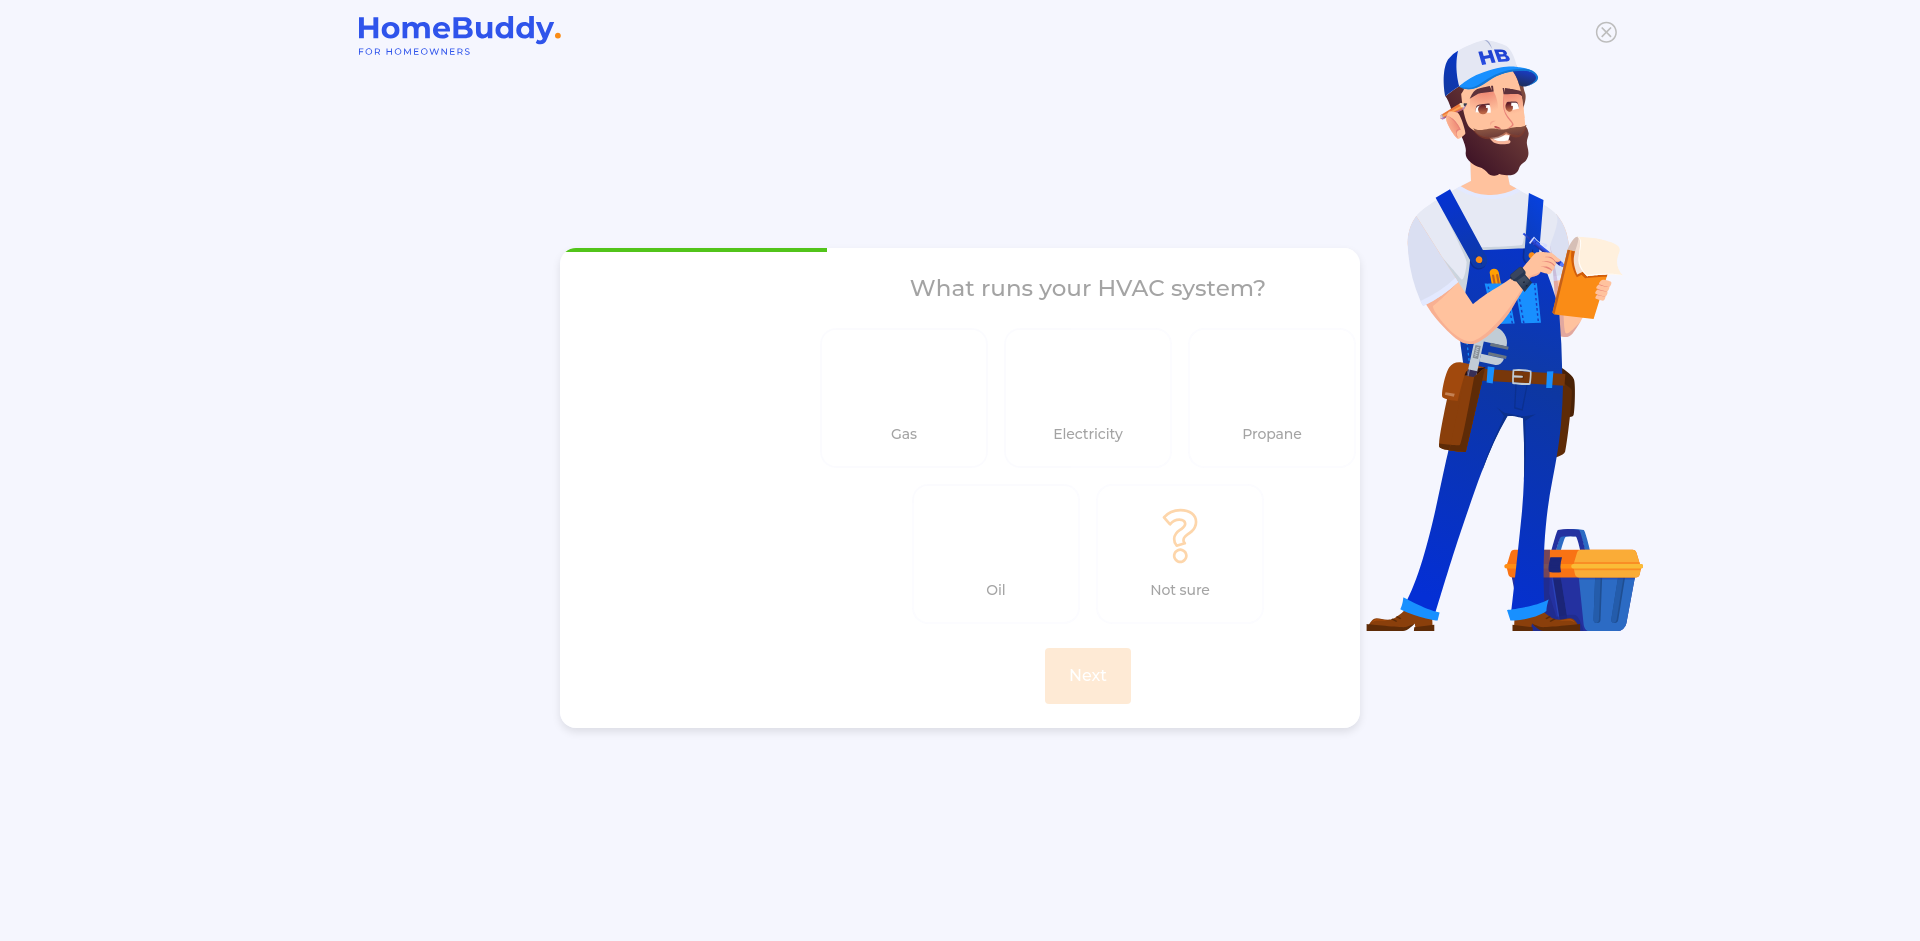 HomeBuddy.
FOR HOMEOWNERS
HB
What runs your HVAC system?
Gas
Electricity
Propane
Oil
Not sure
Next